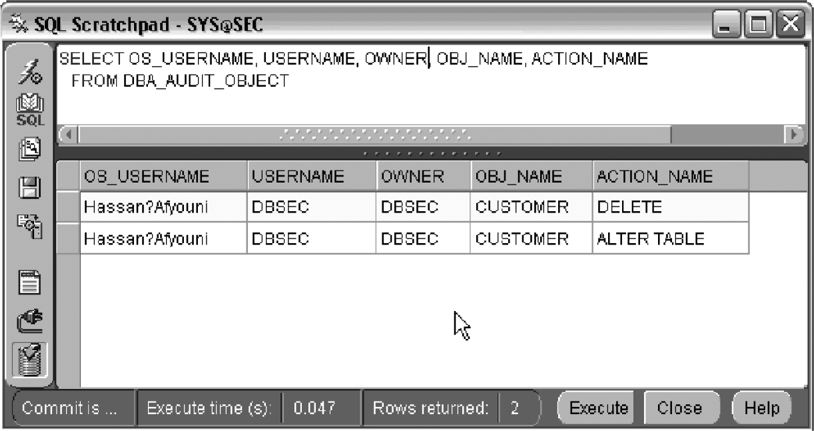 SQL Scratchpad - SYS@SEC
SELECT OS_USERNAME, USERNAME, OWNER, OBJ_NAME, ACTION_NAME
FROM DBA_AUDIT_OBJECT
SQL
OS_USERNAME USERNAME OWNER OBJ_NAME ACTION_NAME
Hassan?Afyouni DBSEC DBSEC CUSTOMER DELETE
Hassan?Afyouni DBSEC DBSEC CUSTOMER ALTER TABLE
Commit is ... Execute time (s): 0.047 Rows returned: 2 Execute Close Help